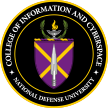 COLLEGE OF INFORMATION AND CYBERSPACE
NATIONAL DEFENSE UNIVERSITY